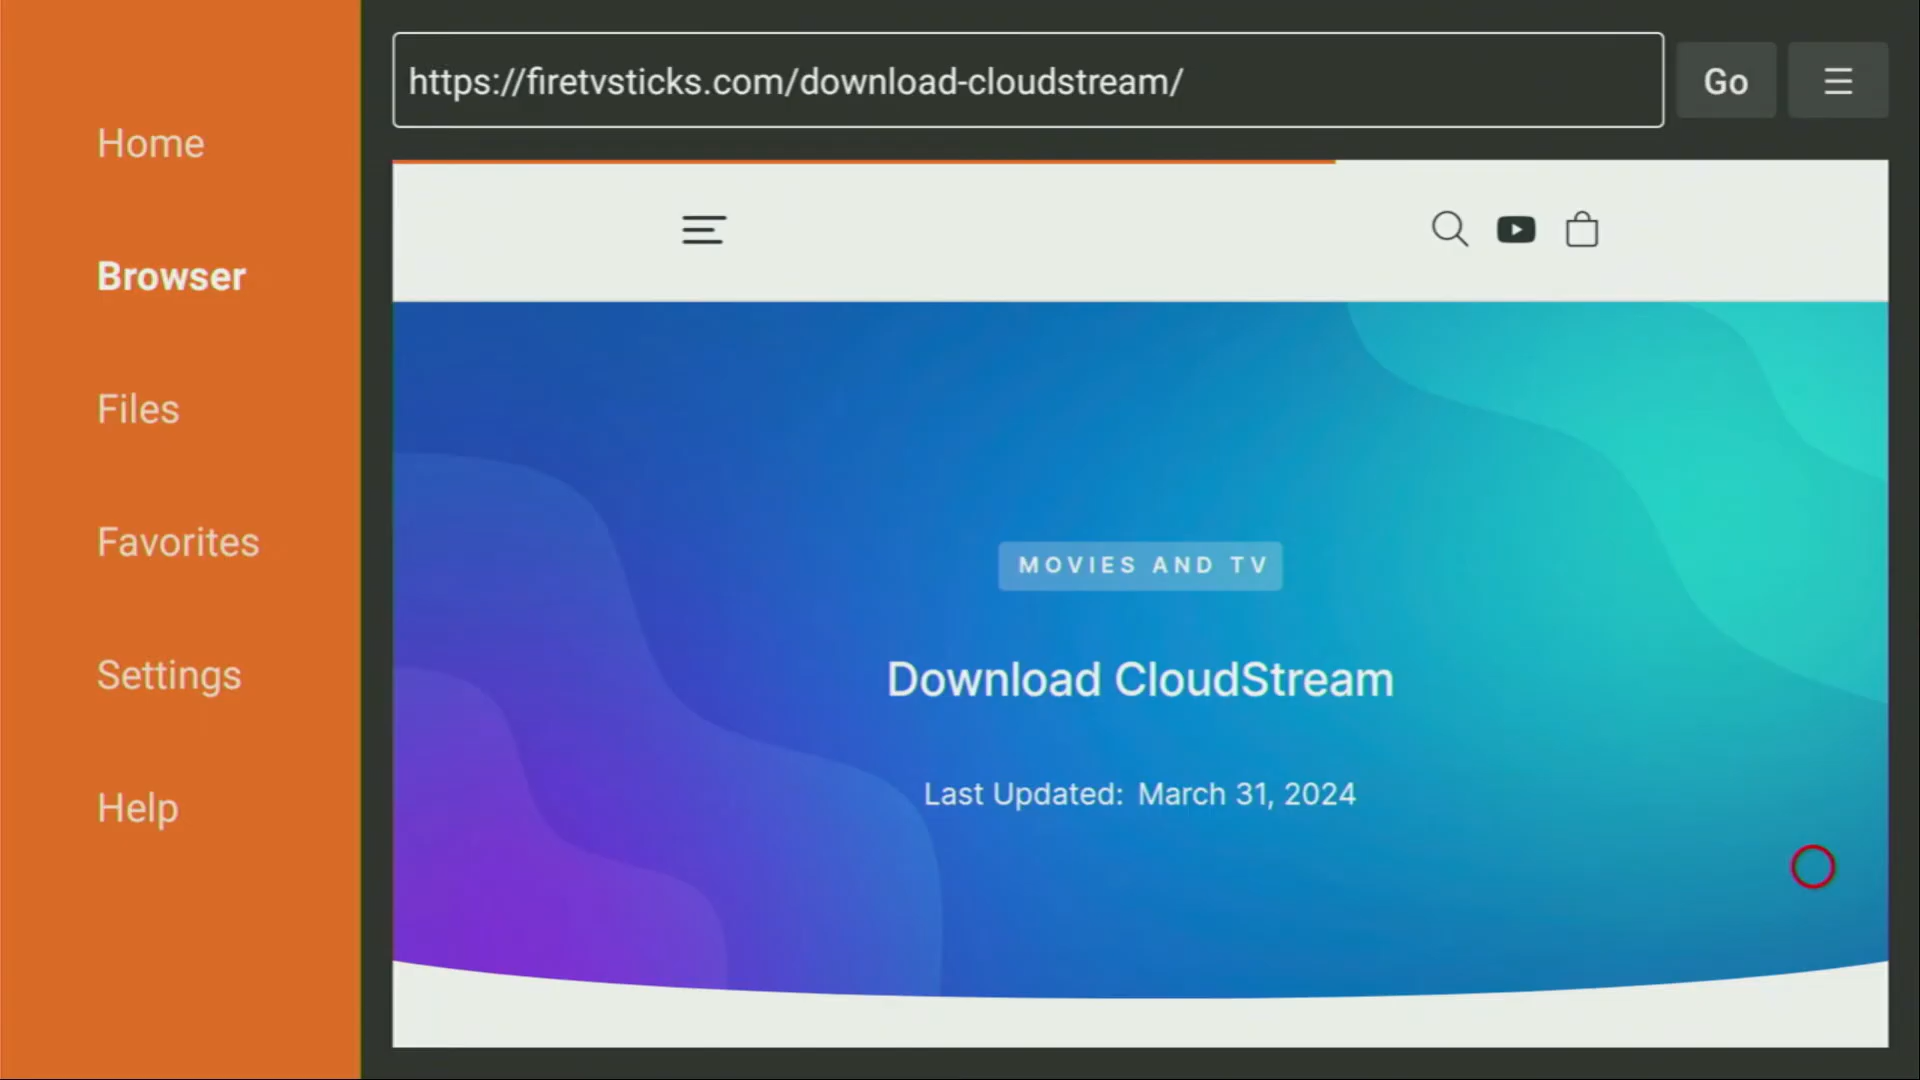 https://firetvsticks.com/download-cloudstream/
Go
Home
Browser
Files
Favorites
Settings
Help
MOVIES AND TV
Download CloudStream
Last Updated: March 31, 2024